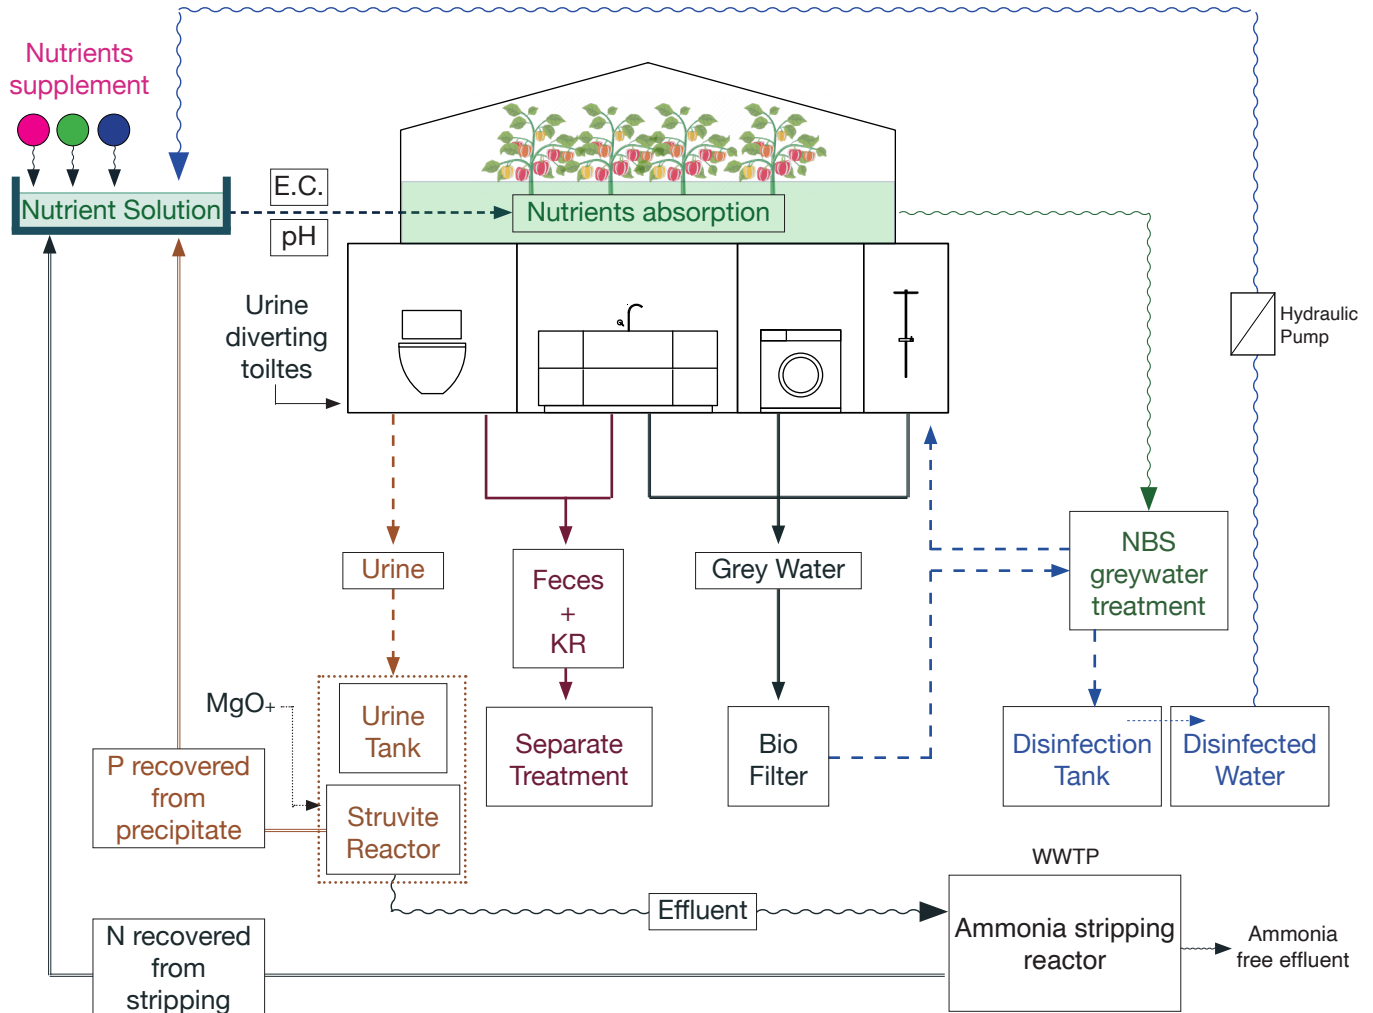 Nutrients
supplement
Nutrient Solution
E.C.
pH
Nutrients absorption
Urine
diverting
toiltes
Hydraulic
Pump
Urine
Feces
+
KR
Grey Water
NBS
greywater
treatment
MgO+
Urine
Tank
Separate
Treatment
Bio
Filter
Disinfection
Tank
Disinfected
Water
P recovered
from
precipitate
Struvite
Reactor
WWTP
Effluent
Ammonia stripping
reactor
Ammonia
free effluent
N recovered
from
stripping